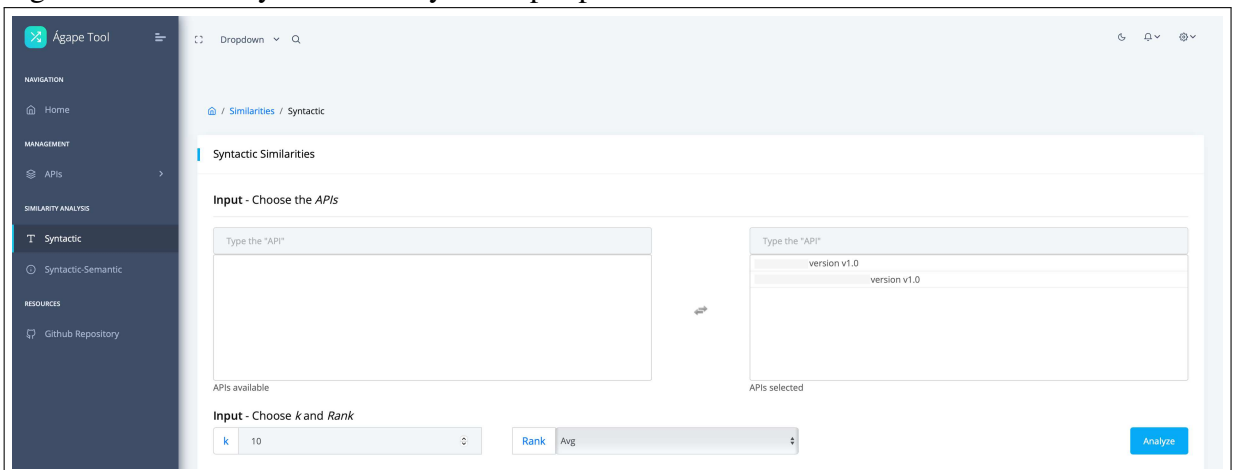 Ágape Tool
Dropdown
NAVIGATION
Home
/ Similarities / Syntactic
MANAGEMENT
APIs
Syntactic Similarities
SIMILARITY ANALYSIS
Input - Choose the APIs
Syntactic
Type the "API"
Type the "API"
version v1.0
Syntactic-Semantic
version v1.0
RESOURCES
Github Repository
APIs available
APIs selected
Input - Choose k and Rank
k 10
Rank Avg
Analyze